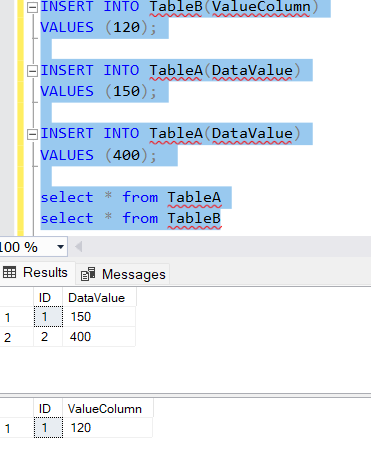 INSERT INTO TableB(ValueColumn)
VALUES (120);
INSERT INTO TableA(DataValue)
VALUES (150);
INSERT INTO TableA(DataValue)
VALUES (400);
select * from TableA
select * from TableB
100 %
Results Messages
ID DataValue
1 1 150
2 2 400
ID ValueColumn
1 1 120